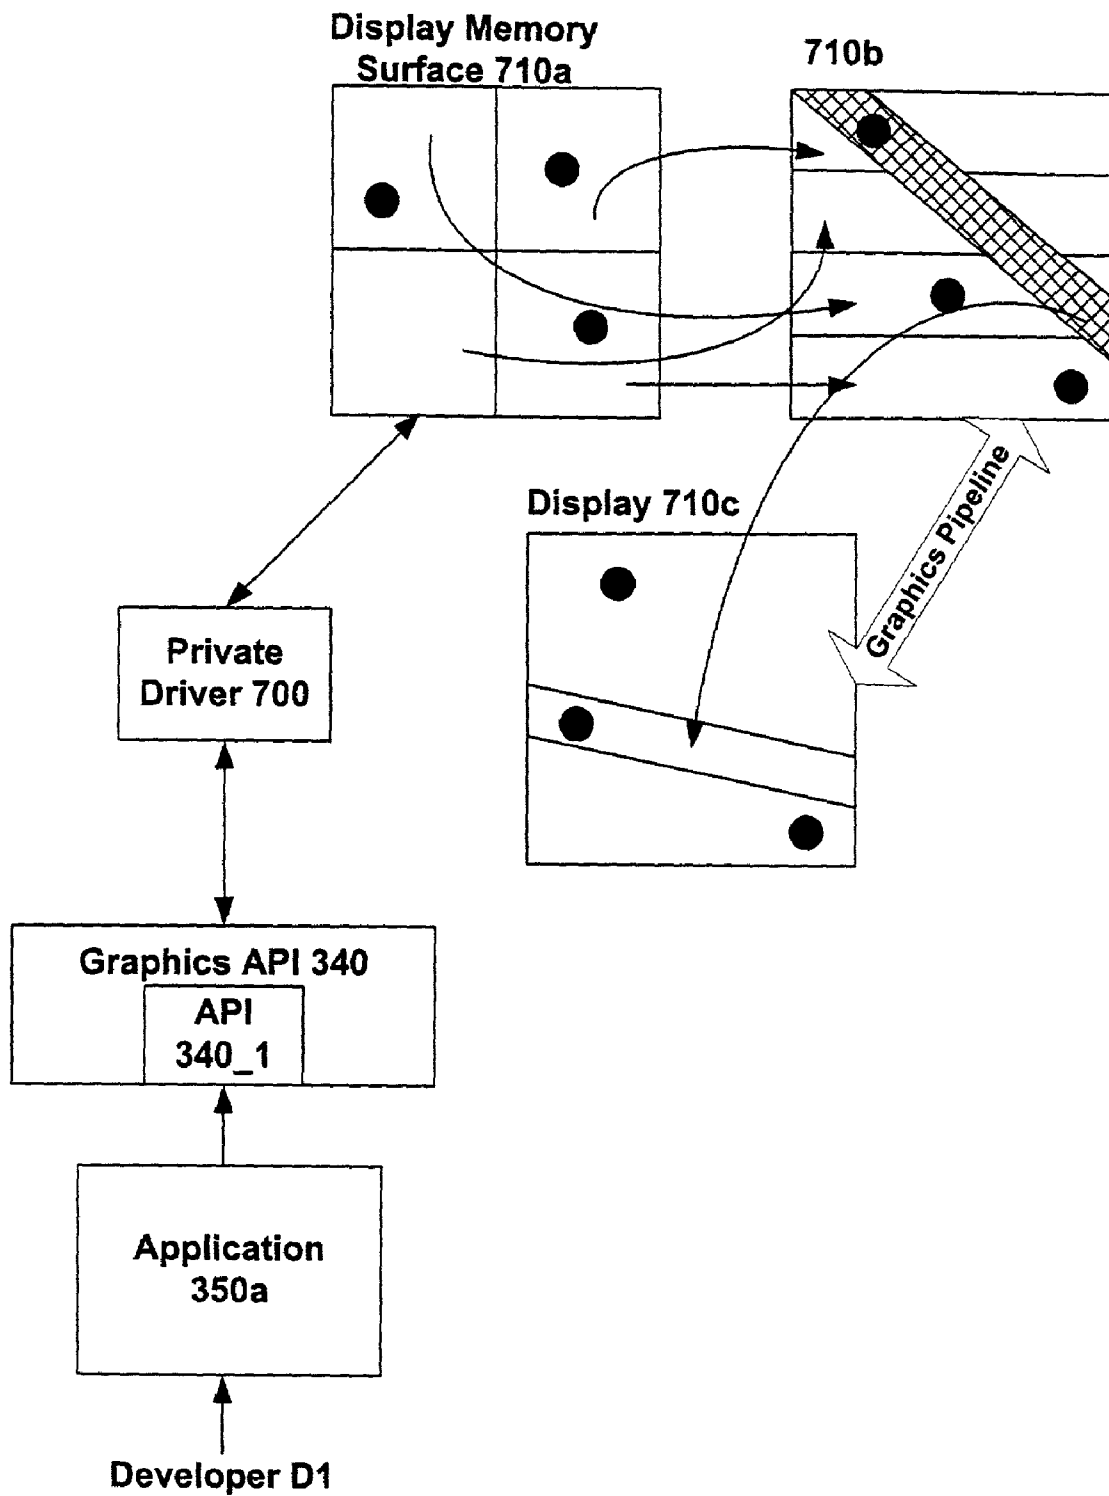 Display Memory
Surface 710a
710b
Display 710c
Graphics Pipeline
Private
Driver 700
Graphics API 340
API
340_1
Application
350a
Developer D1